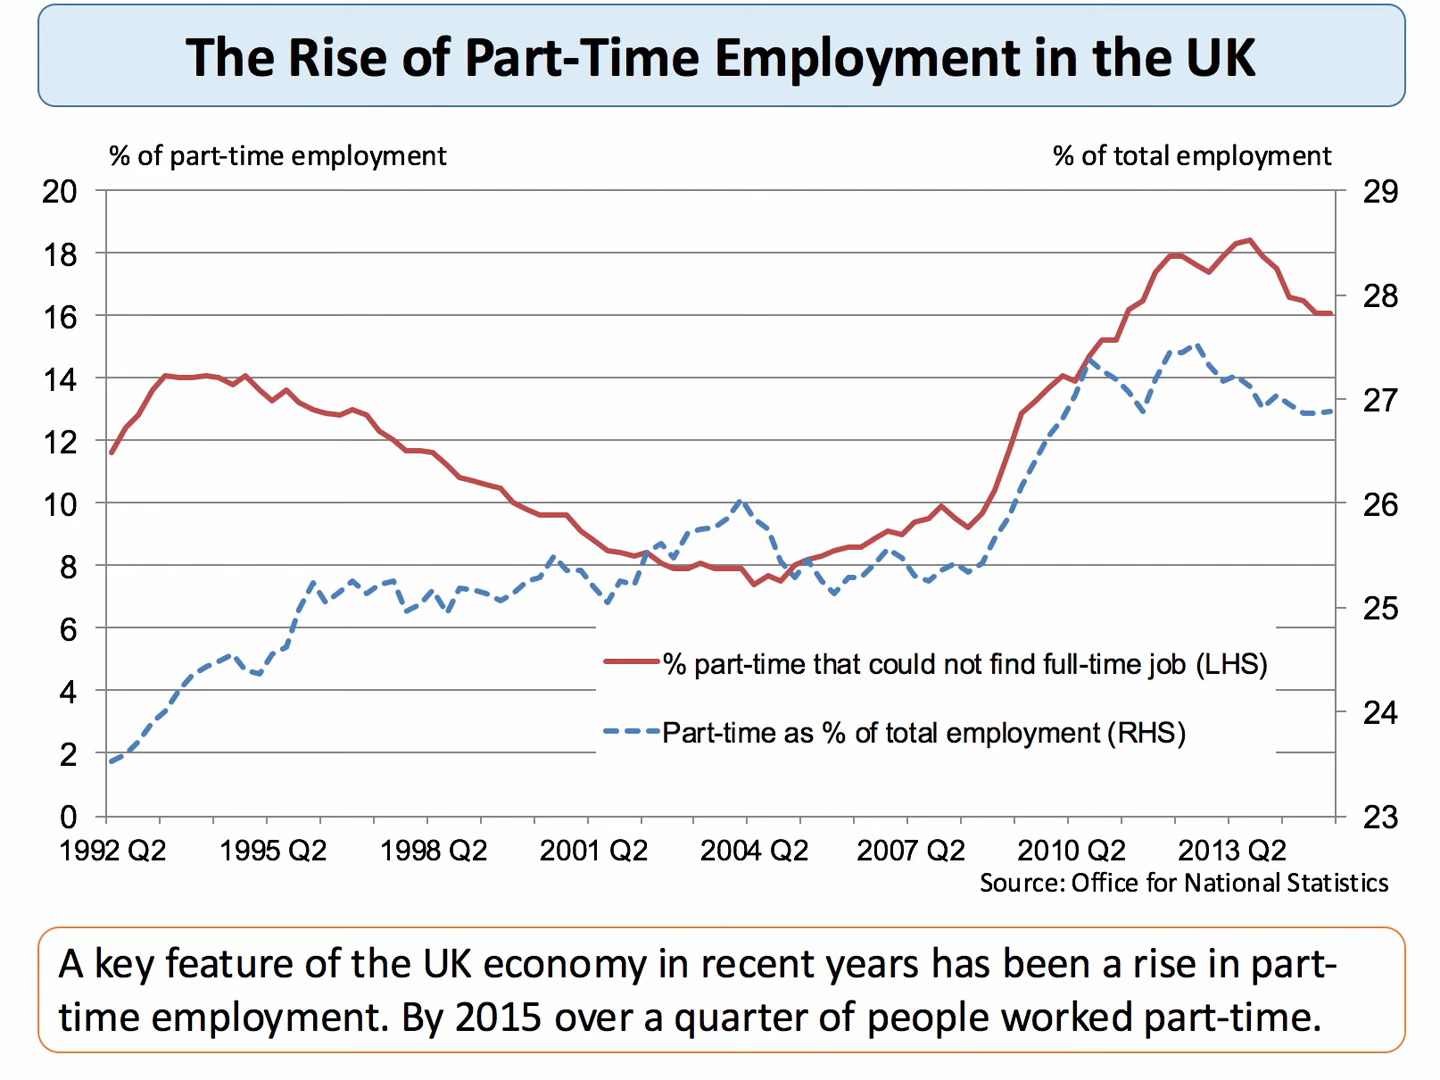 The Rise of Part-Time Employment in the UK
% of part-time employment
% of total employment
20
29
18
28
16
14
27
12
10
26
8
25
6
% part-time that could not find full-time job (LHS)
4
24
Part-time as % of total employment (RHS)
2
0
23
1992 Q2 1995 Q2 1998 Q2 2001 Q2 2004 Q2 2007 Q2 2010 Q2 2013 Q2
Source: Office for National Statistics
A key feature of the UK economy in recent years has been a rise in part-
time employment. By 2015 over a quarter of people worked part-time.